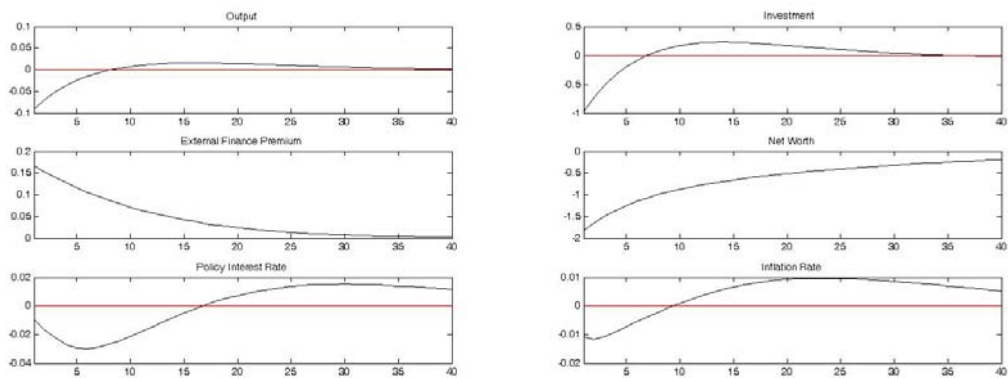 Output
0.1
0.05
0
-0.05
-0.1
5 10 15 20 25 30 35 40
Investment
0.5
0
-0.5
-1
5 10 15 20 25 30 35 40
External Finance Premium
0.2
0.15
0.1
0.05
0
5 10 15 20 25 30 35 40
Net Worth
0
-0.5
-1
-1.5
-2
5 10 15 20 25 30 35 40
Policy Interest Rate
0.02
0
-0.02
-0.04
5 10 15 20 25 30 35 40
Inflation Rate
0.01
0
-0.01
0.02
5 10 15 20 25 30 35 40